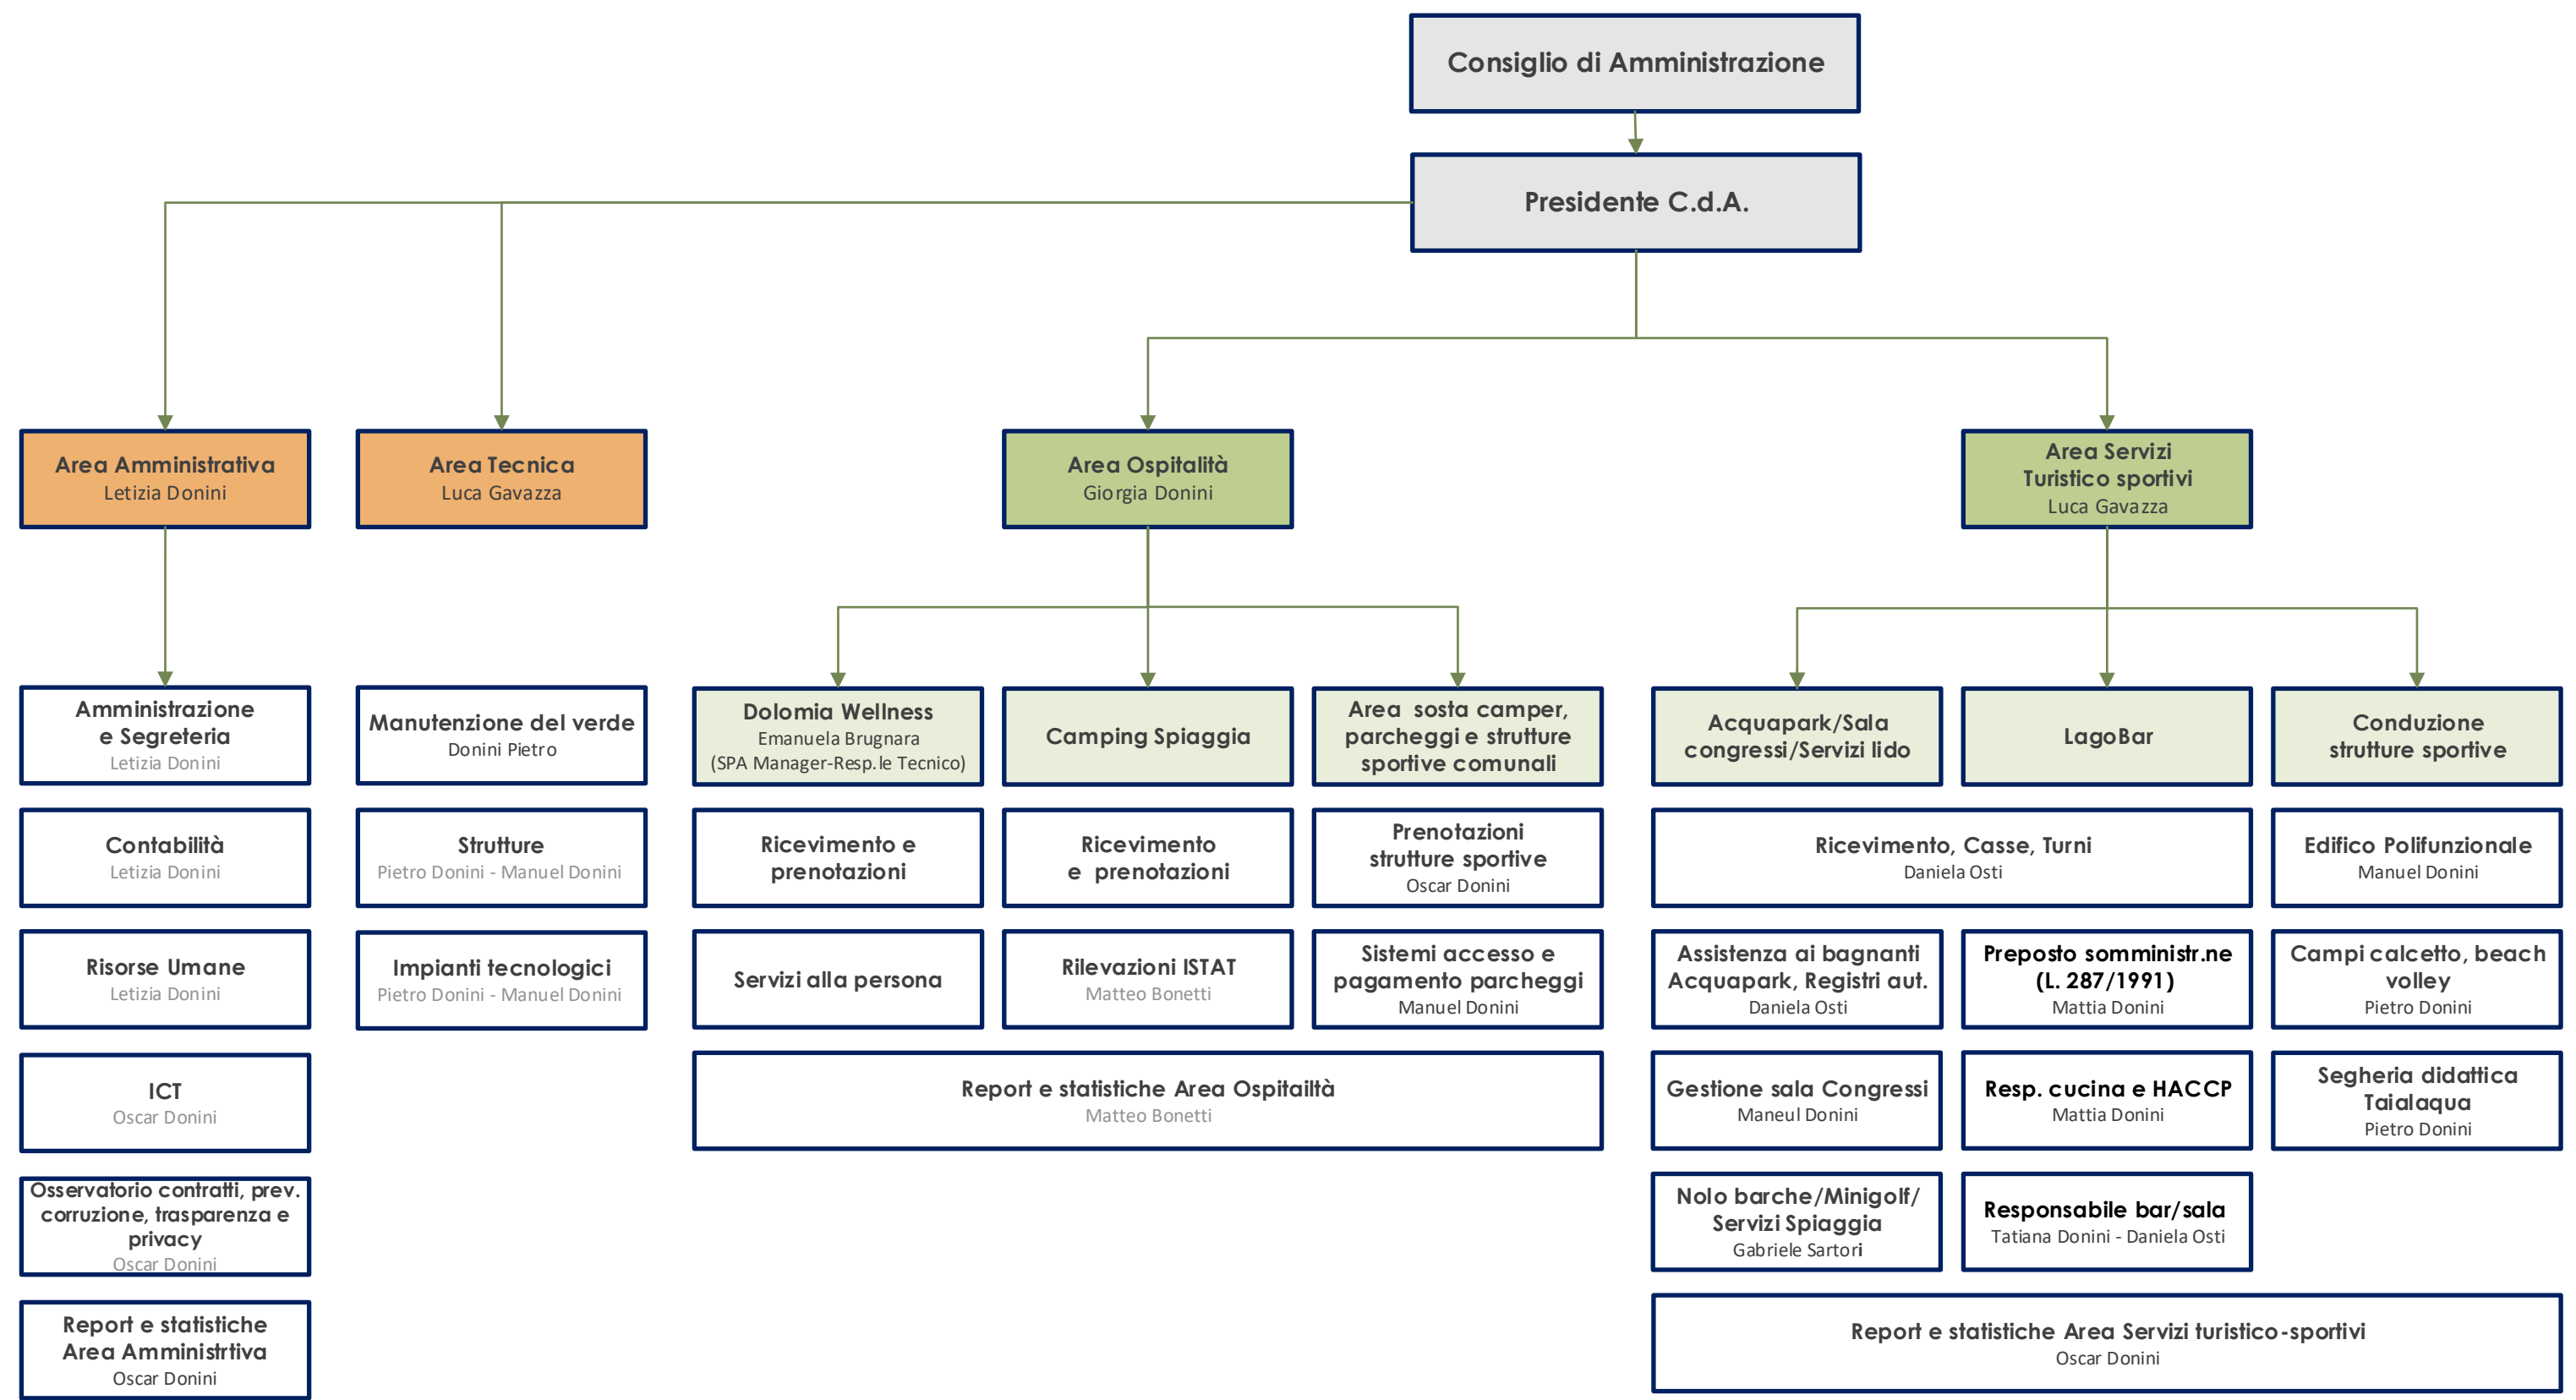 Consiglio di Amministrazione
Presidente C.d.A.
Area Amministrativa
Letizia Donini
Area Tecnica
Luca Gavazza
Area Ospitalità
Giorgia Donini
Area Servizi
Turistico sportivi
Luca Gavazza
Amministrazione
e Segreteria
Letizia Donini
Manutenzione del verde
Donini Pietro
Dolomia Wellness
Emanuela Brugnara
(SPA Manager-Resp.le Tecnico)
Camping Spiaggia
Area sosta camper,
parcheggi e strutture
sportive comunali
Acquapark/Sala
congressi/Servizi lido
LagoBar
Conduzione
strutture sportive
Contabilità
Letizia Donini
Strutture
Pietro Donini - Manuel Donini
Ricevimento e
prenotazioni
Ricevimento
e prenotazioni
Prenotazioni
strutture sportive
Oscar Donini
Ricevimento, Casse, Turni
Daniela Osti
Edifico Polifunzionale
Manuel Donini
Risorse Umane
Letizia Donini
Impianti tecnologici
Pietro Donini - Manuel Donini
Servizi alla persona
Rilevazioni ISTAT
Matteo Bonetti
Sistemi accesso e
pagamento parcheggi
Manuel Donini
Assistenza ai bagnanti
Acquapark, Registri aut.
Daniela Osti
Preposto somministr.ne
(L. 287/1991)
Mattia Donini
Campi calcetto, beach
volley
Pietro Donini
ICT
Oscar Donini
Report e statistiche Area Ospitailtà
Matteo Bonetti
Gestione sala Congressi
Maneul Donini
Resp. cucina e HACCP
Mattia Donini
Segheria didattica
Taialaqua
Pietro Donini
Osservatorio contratti, prev.
corruzione, trasparenza e
privacy
Oscar Donini
Nolo barche/Minigolf/
Servizi Spiaggia
Gabriele Sartori
Responsabile bar/sala
Tatiana Donini - Daniela Osti
Report e statistiche
Area Amministrtiva
Oscar Donini
Report e statistiche Area Servizi turistico-sportivi
Oscar Donini